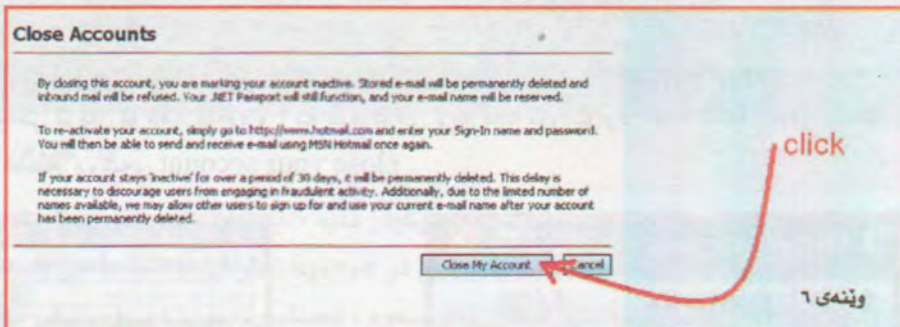 Close Accounts
By closing this account, you are marking your account inactive. Stored e-mail will be permanently deleted and
inbound mail will be refused. Your .NET Passport will still function, and your e-mail name will be reserved.
To re-activate your account, simply go to http://www.hotmail.com and enter your Sign-In name and password.
You will then be able to send and receive e-mail using MSN Hotmail once again.
If your account stays 'inactive' for over a period of 30 days, it will be permanently deleted. This delay is
necessary to discourage users from engaging in fraudulent activity. Additionally, due to the limited number of
names available, we may allow other users to sign up for and use your current e-mail name after your account
has been permanently deleted.
click
Close My Account Cancel
وێنەی ٦